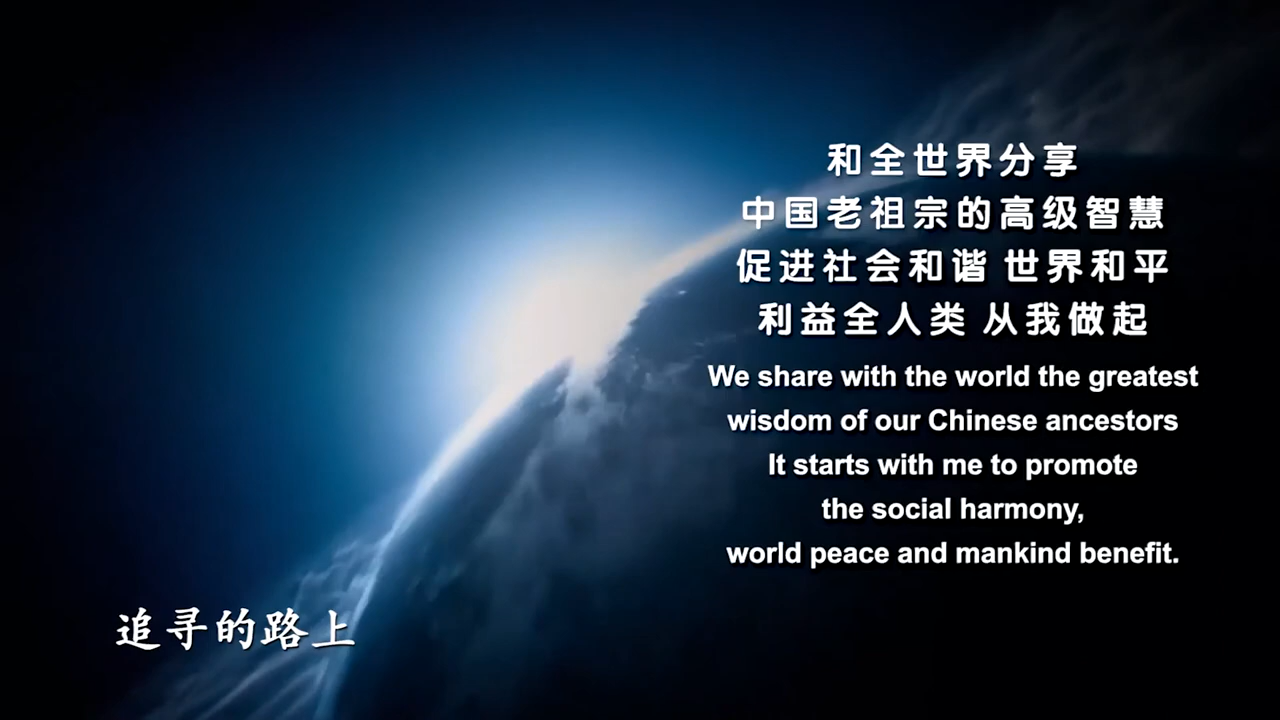 和全世界分享
中国老祖宗的高级智慧
促进社会和谐 世界和平
利益全人类 从我做起
We share with the world the greatest
wisdom of our Chinese ancestors
It starts with me to promote
the social harmony,
world peace and mankind benefit.
追寻的路上